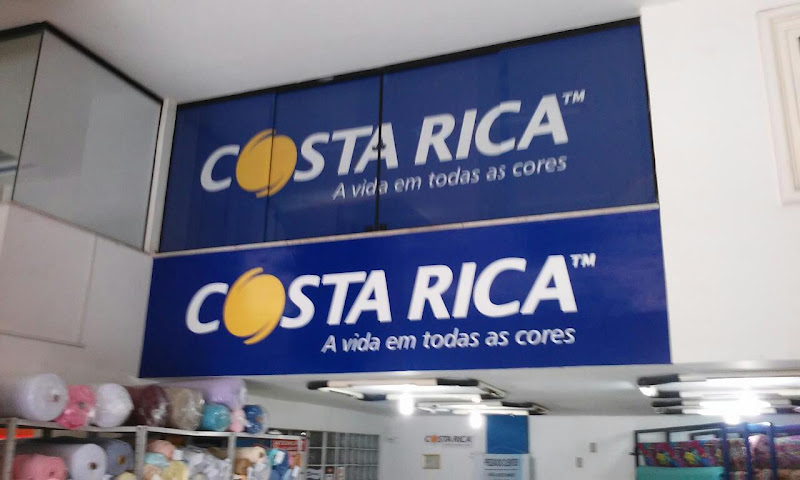 COSTA RICA™
A vida em todas as cores
COSTA RICA™
A vida em todas as cores
COSTA RICA